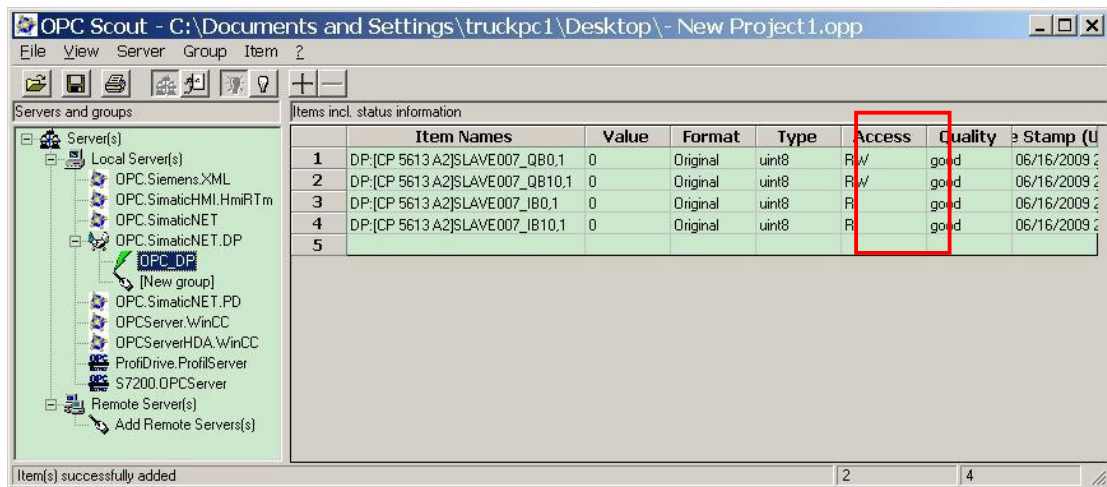 OPC Scout - C:\Documents and Settings\truckpc1\Desktop\- New Project1.opp
File View Server Group Item ?
Servers and groups
Items incl. status information
Server(s)
Local Server(s)
OPC.Siemens.XML
OPC.SimaticHMI.HmiRTm
OPC.SimaticNET
OPC.SimaticNET.DP
OPC_DP
[New group]
OPC.SimaticNET.PD
OPCServer.WinCC
OPCServerHDA.WinCC
ProfiDrive.ProfilServer
S7200.OPCServer
Remote Server(s)
Add Remote Servers(s)
Item Names Value Format Type Access Quality e Stamp (U
1 DP:[CP 5613 A2]SLAVE007_QB0,1 0 Original uint8 RW good 06/16/2009 2
2 DP:[CP 5613 A2]SLAVE007_QB10,1 0 Original uint8 RW good 06/16/2009 2
3 DP:[CP 5613 A2]SLAVE007_IB0,1 0 Original uint8 R good 06/16/2009 2
4 DP:[CP 5613 A2]SLAVE007_IB10,1 0 Original uint8 R good 06/16/2009 2
5
Item(s) successfully added 2 4